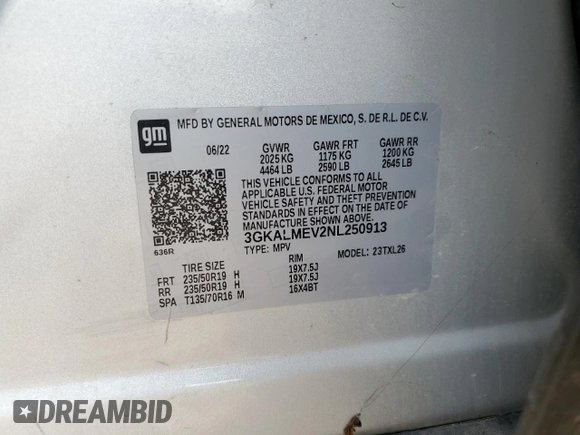 gm
MFD BY GENERAL MOTORS DE MEXICO, S. DE R.L. DE C.V.
06/22 GVWR GAWR FRT GAWR RR
2025 KG 1175 KG 1200 KG
4464 LB 2590 LB 2645 LB
THIS VEHICLE CONFORMS TO ALL
APPLICABLE U.S. FEDERAL MOTOR
VEHICLE SAFETY AND THEFT PREVENTION
STANDARDS IN EFFECT ON THE DATE OF
MANUFACTURE SHOWN ABOVE.
3GKALMEV2NL250913
636R TYPE: MPV MODEL: 23TXL26
TIRE SIZE RIM
FRT 235/50R19 H 19X7.5J
RR 235/50R19 H 19X7.5J
SPA T135/70R16 M 16X4BT
DREAMBID